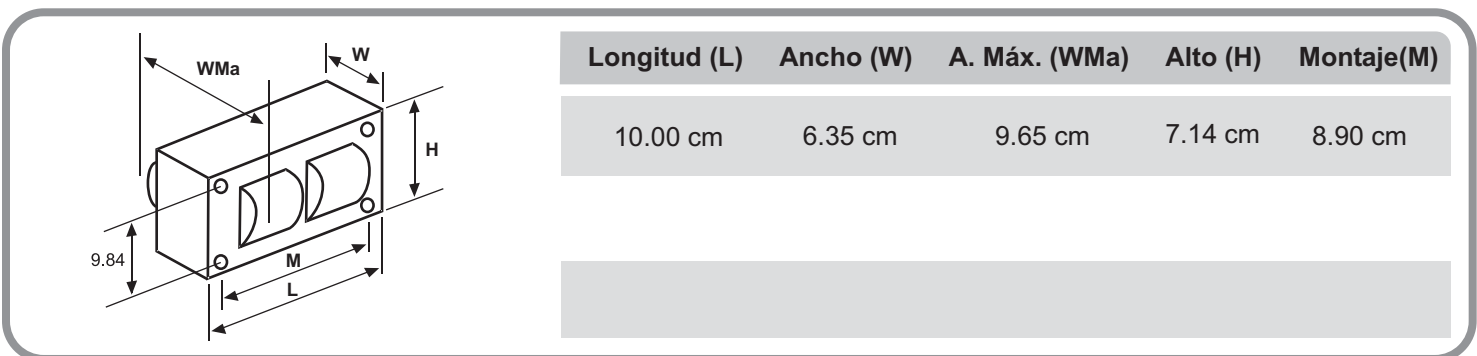 WMa
W
H
9.84
M
L
Longitud (L) Ancho (W) A. Máx. (WMa) Alto (H) Montaje(M)
10.00 cm 6.35 cm 9.65 cm 7.14 cm 8.90 cm